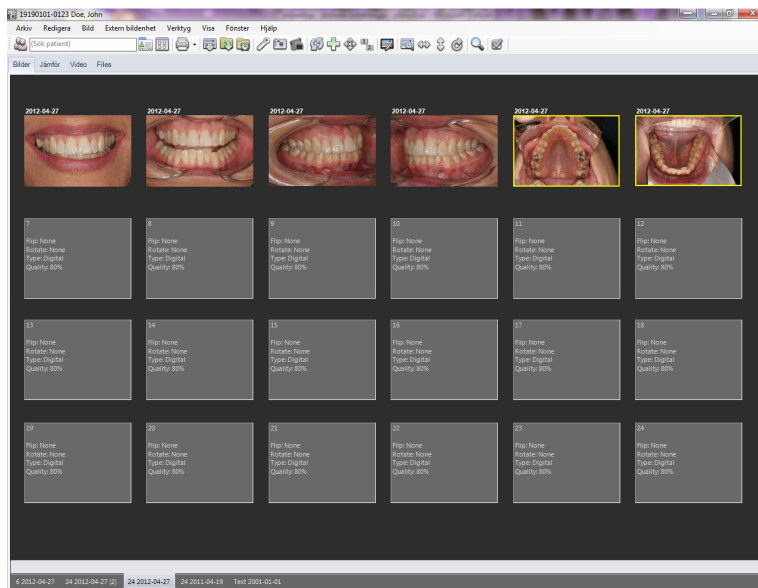 19190101-0123 Doe, John
Arkiv Redigera Bild Extern bildenhet Verktyg Visa Fönster Hjälp
(Sök patient)
Bilder Jämför Video Files
2012-04-27 2012-04-27 2012-04-27 2012-04-27 2012-04-27 2012-04-27
7 8 9 10 11 12
Flip: None Flip: None Flip: None Flip: None Flip: None Flip: None
Rotate: None Rotate: None Rotate: None Rotate: None Rotate: None Rotate: None
Type: Digital Type: Digital Type: Digital Type: Digital Type: Digital Type: Digital
Quality: 80% Quality: 80% Quality: 80% Quality: 80% Quality: 80% Quality: 80%
13 14 15 16 17 18
Flip: None Flip: None Flip: None Flip: None Flip: None Flip: None
Rotate: None Rotate: None Rotate: None Rotate: None Rotate: None Rotate: None
Type: Digital Type: Digital Type: Digital Type: Digital Type: Digital Type: Digital
Quality: 80% Quality: 80% Quality: 80% Quality: 80% Quality: 80% Quality: 80%
19 20 21 22 23 24
Flip: None Flip: None Flip: None Flip: None Flip: None Flip: None
Rotate: None Rotate: None Rotate: None Rotate: None Rotate: None Rotate: None
Type: Digital Type: Digital Type: Digital Type: Digital Type: Digital Type: Digital
Quality: 80% Quality: 80% Quality: 80% Quality: 80% Quality: 80% Quality: 80%
6 2012-04-27 24 2012-04-27 (2) 24 2012-04-27 24 2011-04-19 Test 2001-01-01